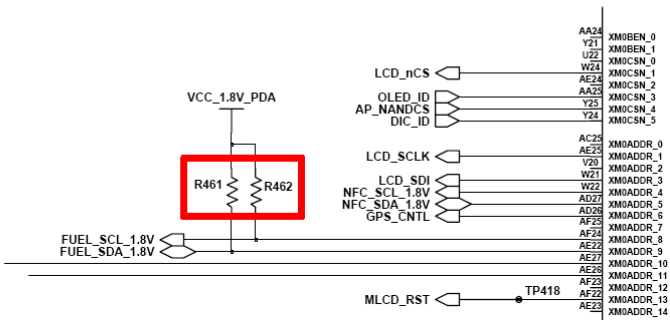 AA24 XM0BEN_0
Y21 XM0BEN_1
U22 XM0CSN_0
LCD_nCS W24 XM0CSN_1
AE24 XM0CSN_2
OLED_ID AA25 XM0CSN_3
AP_NANDCS Y25 XM0CSN_4
DIC_ID Y24 XM0CSN_5
VCC_1.8V_PDA
AC25 XM0ADDR_0
LCD_SCLK AE25 XM0ADDR_1
V20 XM0ADDR_2
LCD_SDI W21 XM0ADDR_3
NFC_SCL_1.8V W22 XM0ADDR_4
NFC_SDA_1.8V AD27 XM0ADDR_5
GPS_CNTL AD26 XM0ADDR_6
R461 R462
AF25 XM0ADDR_7
FUEL_SCL_1.8V AF24 XM0ADDR_8
FUEL_SDA_1.8V AE22 XM0ADDR_9
AE27 XM0ADDR_10
AE26 XM0ADDR_11
AF23 XM0ADDR_12
MLCD_RST TP418 AF22 XM0ADDR_13
AE23 XM0ADDR_14